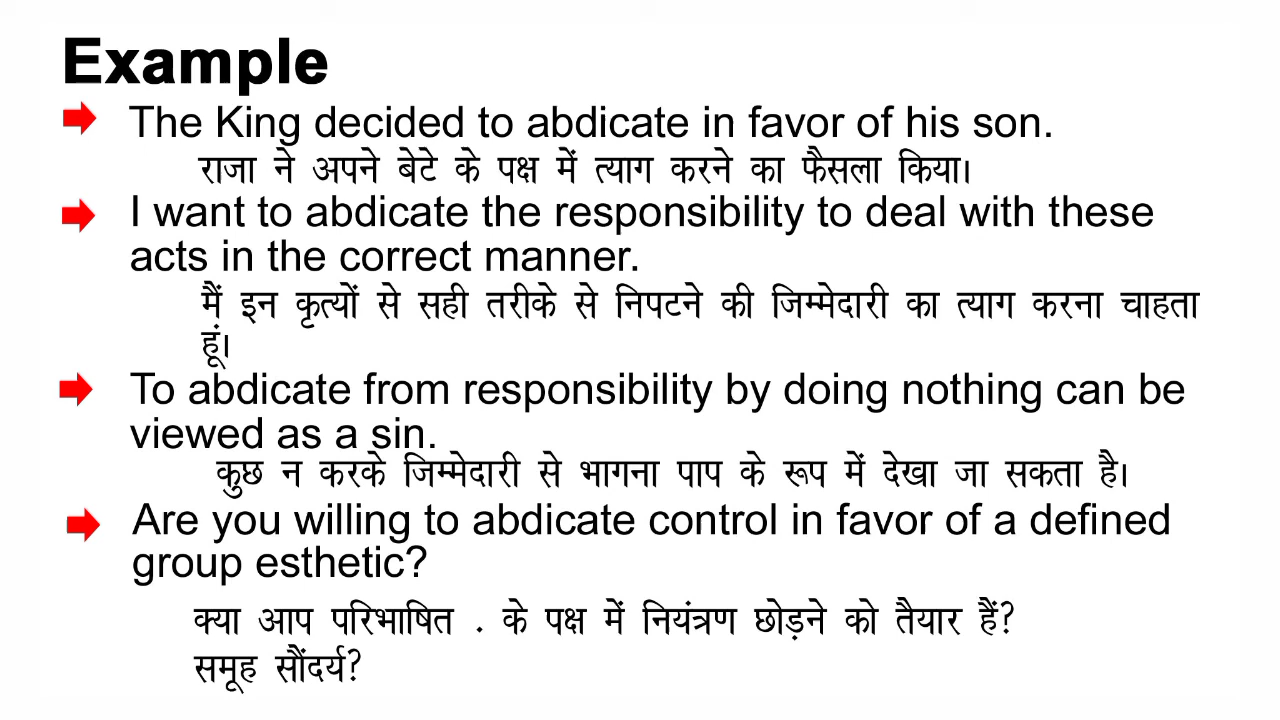 Example
The King decided to abdicate in favor of his son.
राजा ने अपने बेटे के पक्ष में त्याग करने का फैसला किया।
I want to abdicate the responsibility to deal with these
acts in the correct manner.
मैं इन कृत्यों से सही तरीके से निपटने की जिम्मेदारी का त्याग करना चाहता
हूं।
To abdicate from responsibility by doing nothing can be
viewed as a sin.
कुछ न करके जिम्मेदारी से भागना पाप के रूप में देखा जा सकता है।
Are you willing to abdicate control in favor of a defined
group esthetic?
क्या आप परिभाषित . के पक्ष में नियंत्रण छोड़ने को तैयार हैं?
समूह सौंदर्य?